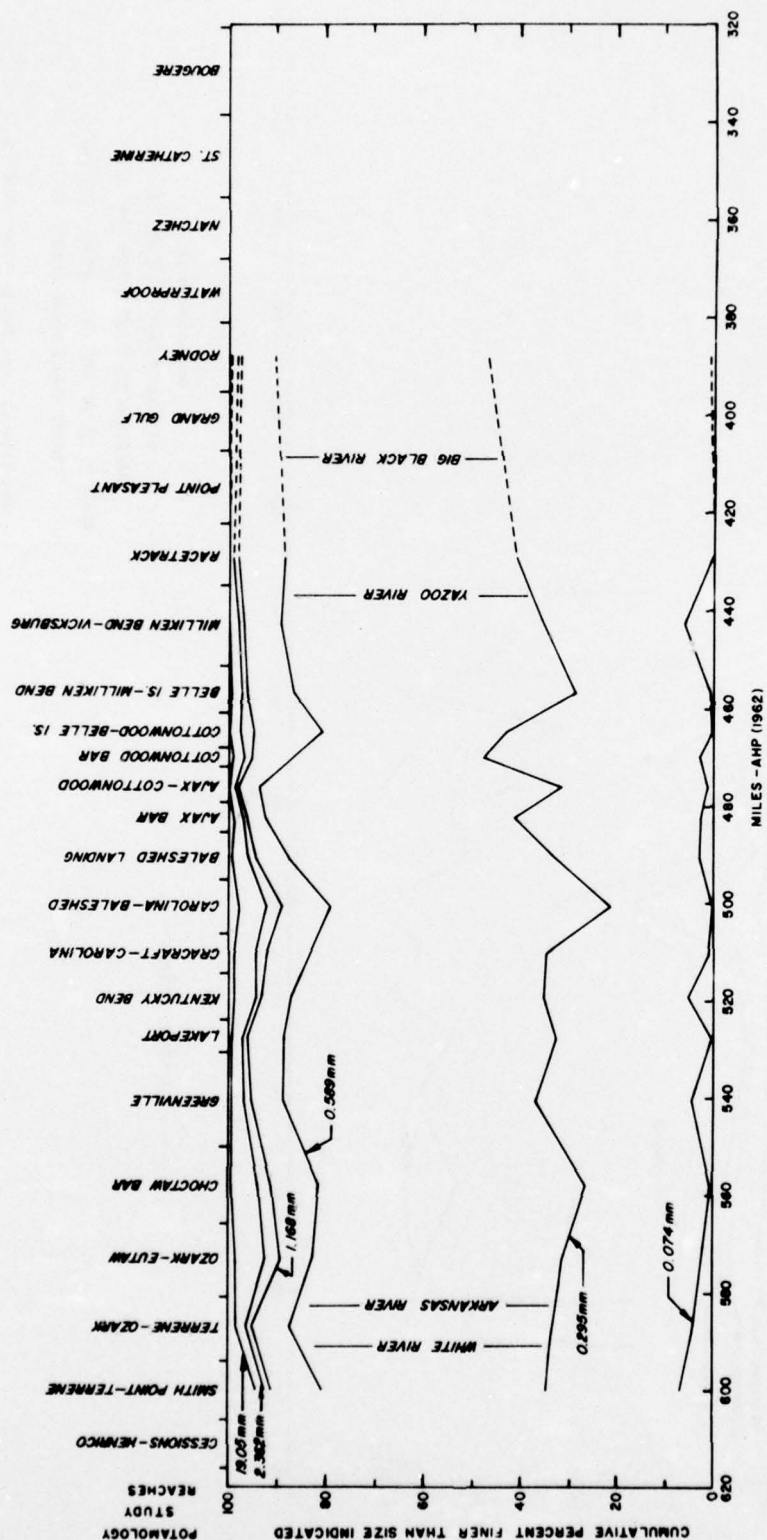 POTAMOLOGY
STUDY
REACHES
CESSIONS-HENRICO
SMITH POINT-TERRENE
TERRENE-OZARK
OZARK-EUTAW
CHOCTAW BAR
GREENVILLE
LAKEPORT
KENTUCKY BEND
CRACRAFT-CAROLINA
CAROLINA-BALESHED
BALESHED LANDING
AJAX BAR
AJAX-COTTONWOOD
COTTONWOOD BAR
COTTONWOOD-BELLE IS.
BELLE IS.-MILLIKEN BEND
MILLIKEN BEND-VICKSBURG
RACETRACK
POINT PLEASANT
GRAND GULF
RODNEY
WATERPROOF
NATCHEZ
ST. CATHERINE
BOUGERE
CUMULATIVE PERCENT FINER THAN SIZE INDICATED
100
80
60
40
20
0
19.05mm
2.362mm
1.168mm
0.589mm
0.295mm
0.074mm
WHITE RIVER
ARKANSAS RIVER
YAZOO RIVER
BIG BLACK RIVER
620
600
580
560
540
520
500
480
460
440
420
400
380
360
340
320
MILES-AHP (1962)